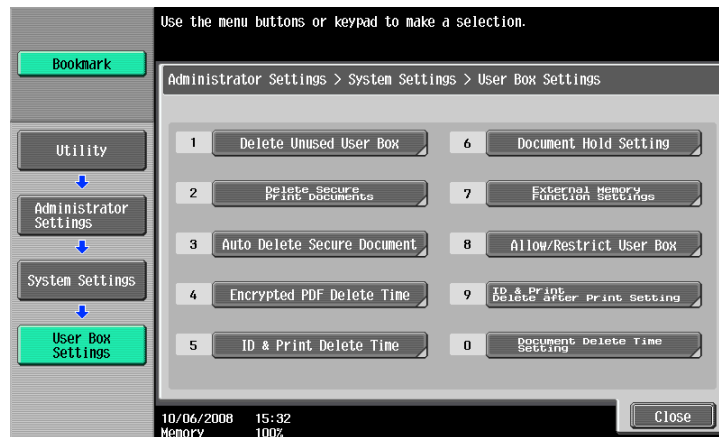 Use the menu buttons or keypad to make a selection.
Bookmark
Administrator Settings > System Settings > User Box Settings
Utility
Administrator
Settings
System Settings
User Box
Settings
1 Delete Unused User Box
2 Delete Secure
Print Documents
3 Auto Delete Secure Document
4 Encrypted PDF Delete Time
5 ID & Print Delete Time
6 Document Hold Setting
7 External Memory
Function Settings
8 Allow/Restrict User Box
9 ID & Print
Delete after Print Setting
0 Document Delete Time
Setting
10/06/2008 15:32
Memory 100%
Close